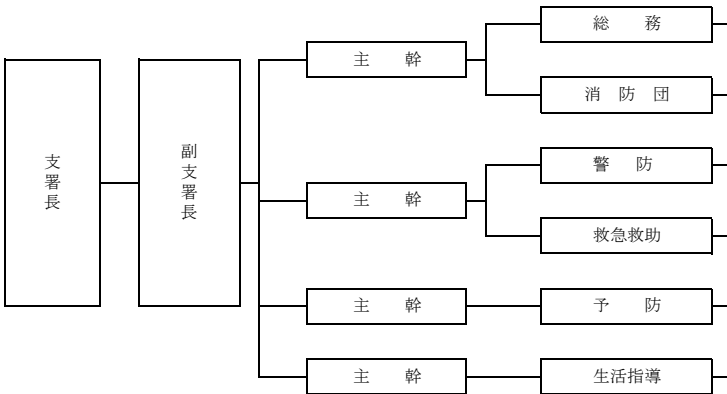 支署長
副支署長
主　幹
総　務
消　防　団
主　幹
警　防
救急救助
主　幹
予　防
主　幹
生活指導